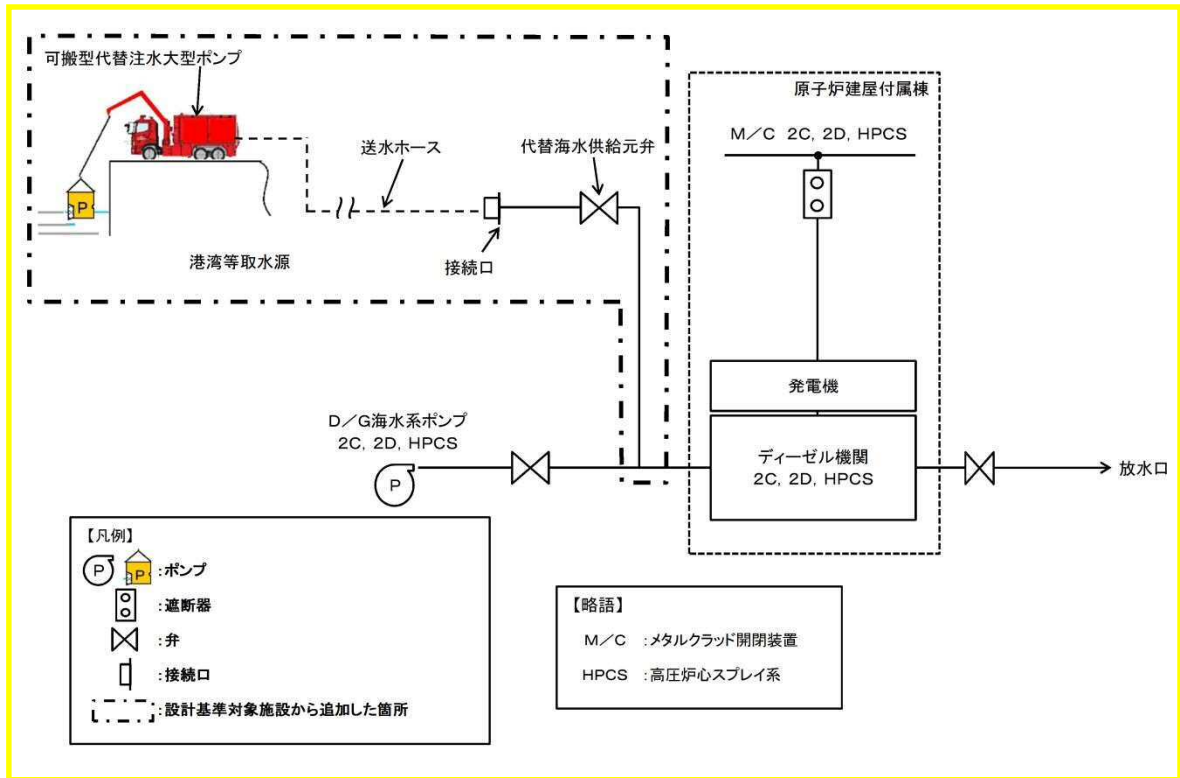 可搬型代替注水大型ポンプ
原子炉建屋付属棟
M/C 2C, 2D, HPCS
送水ホース
代替海水供給元弁
P
接続口
港湾等取水源
発電機
D/G海水系ポンプ
2C, 2D, HPCS
P
ディーゼル機関
2C, 2D, HPCS
放水口
【凡例】
P P :ポンプ
:遮断器
:弁
:接続口
:設計基準対象施設から追加した箇所
【略語】
M/C :メタルクラッド開閉装置
HPCS :高圧炉心スプレイ系